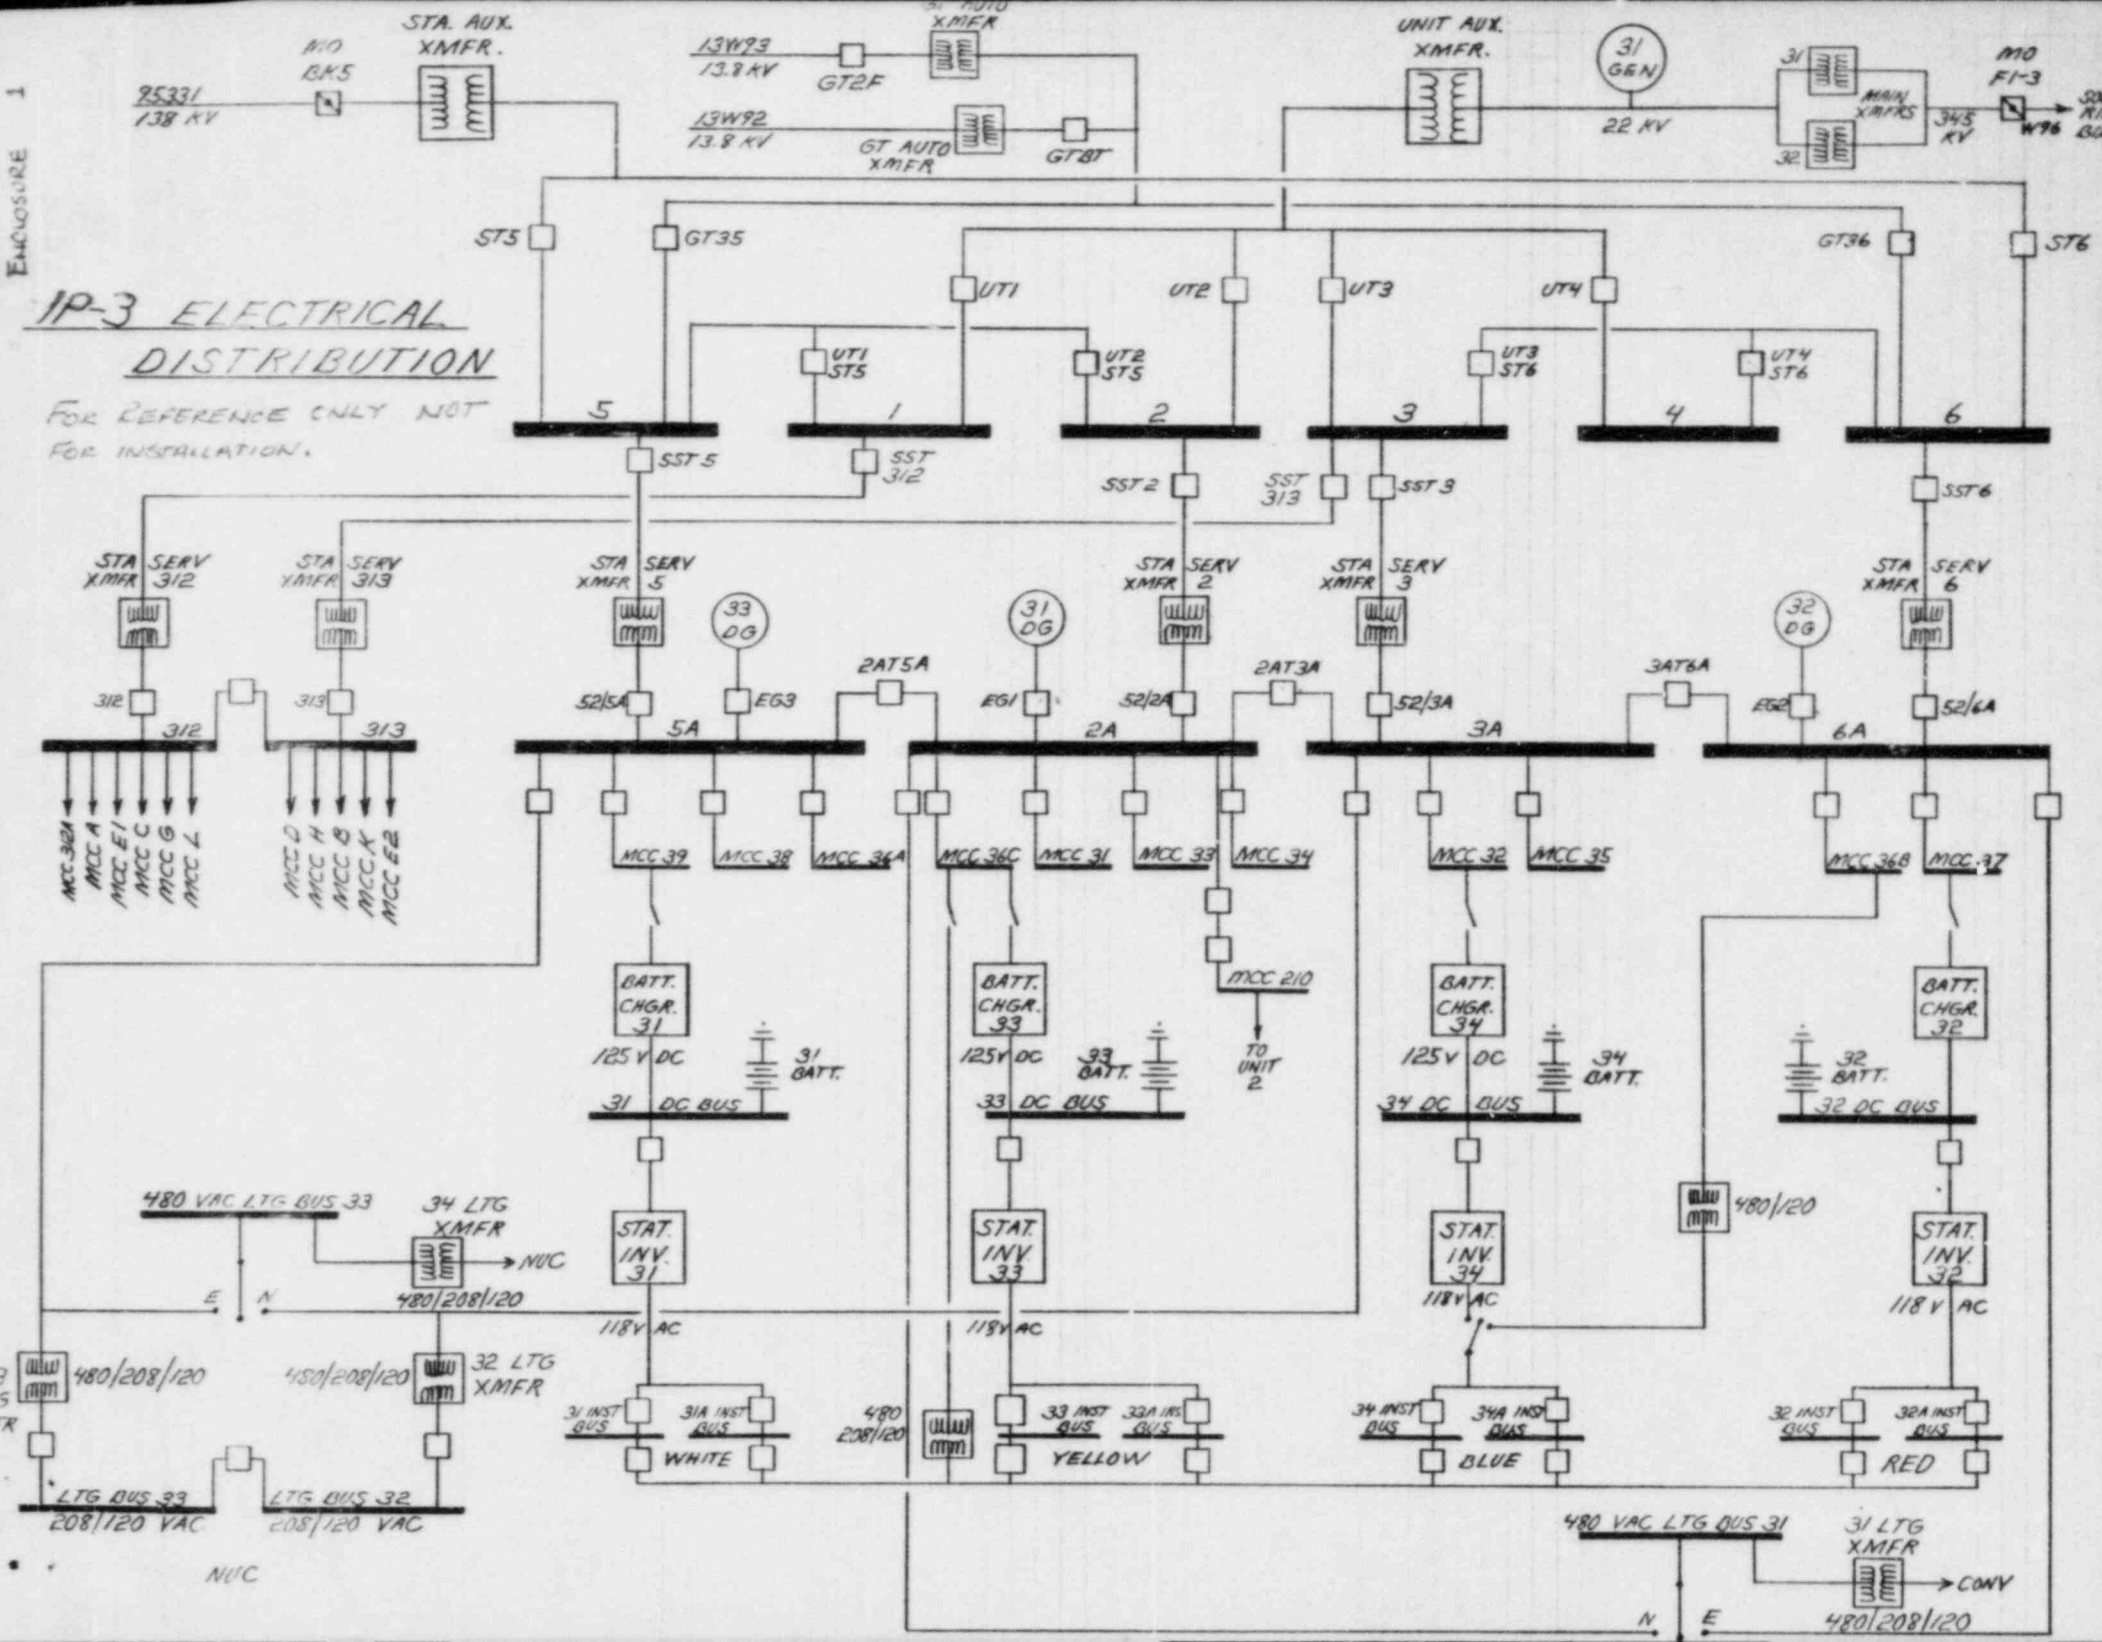 ENCLOSURE 1
STA. AUX.
XMFR.
MO
BK5
95331
138 KV
XMFR
13W93
13.8 KV
GT2F
13W92
13.8 KV
GT AUTO
XMFR
GTBT
UNIT AUX.
XMFR.
31
GEN
22 KV
31
32
MAIN
XMFRS
345
KV
MO
F1-3
W96
ST5
GT35
UT1
UT2
UT3
UT4
GT36
ST6
IP-3 ELECTRICAL
DISTRIBUTION
FOR REFERENCE ONLY NOT
FOR INSTALLATION.
UT1
ST5
UT2
ST5
UT3
ST6
UT4
ST6
5
1
2
3
4
6
SST 5
SST
312
SST 2
SST
313
SST 3
SST 6
STA SERV
XMFR 312
STA SERV
XMFR 313
STA SERV
XMFR 5
STA SERV
XMFR 2
STA SERV
XMFR 3
STA SERV
XMFR 6
33
DG
31
DG
32
DG
2AT5A
2AT3A
3AT6A
312
313
52/5A
EG3
EG1
52/2A
52/3A
EG2
52/6A
312
313
5A
2A
3A
6A
MCC 32A
MCC A
MCC E1
MCC C
MCC G
MCC L
MCC D
MCC H
MCC B
MCC K
MCC E2
MCC 39
MCC 38
MCC 36A
MCC 36C
MCC 31
MCC 33
MCC 34
MCC 32
MCC 35
MCC 36B
MCC 37
BATT.
CHGR.
31
BATT.
CHGR.
33
MCC 210
TO
UNIT
2
BATT.
CHGR.
34
BATT.
CHGR.
32
125 V DC
31
BATT.
125V DC
33
BATT.
125V DC
34
BATT.
32
BATT.
31 DC BUS
33 DC BUS
34 DC BUS
32 DC BUS
480 VAC LTG BUS 33
34 LTG
XMFR
NUC
480/208/120
E N
STAT.
INV.
31
STAT.
INV.
33
STAT.
INV.
34
480/120
STAT.
INV.
32
118V AC
118V AC
118V AC
118 V AC
480/208/120
480/208/120
32 LTG
XMFR
31 INST
BUS
31A INST
BUS
WHITE
480
208/120
33 INST
BUS
33A INS
BUS
YELLOW
34 INST
BUS
34A INST
BUS
BLUE
32 INST
BUS
32A INST
BUS
RED
LTG BUS 33
208/120 VAC
LTG BUS 32
208/120 VAC
NUC
480 VAC LTG BUS 31
31 LTG
XMFR
CONV
N E
480/208/120